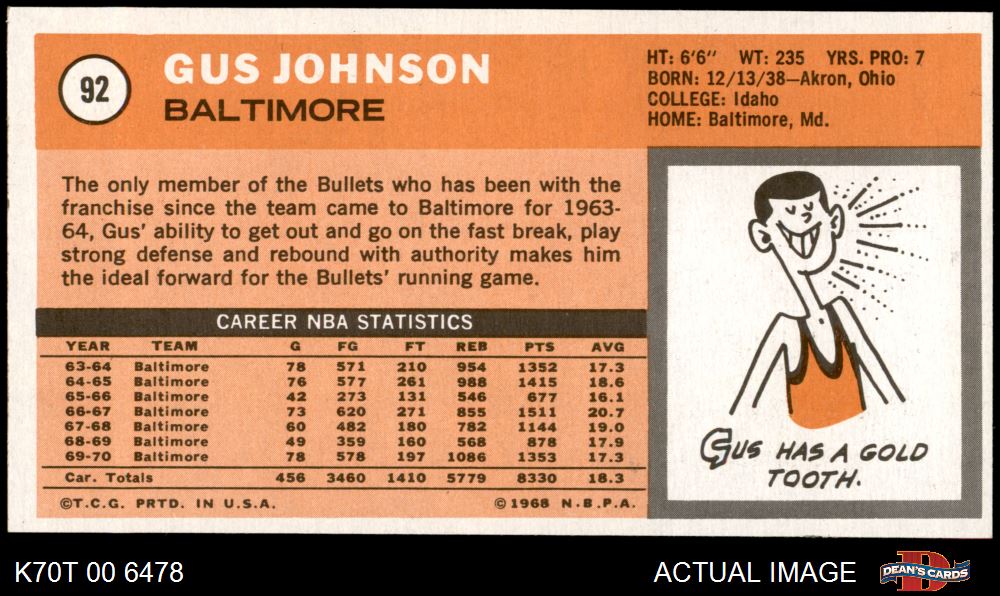 92
GUS JOHNSON
BALTIMORE
HT: 6'6" WT: 235 YRS. PRO: 7
BORN: 12/13/38—Akron, Ohio
COLLEGE: Idaho
HOME: Baltimore, Md.
The only member of the Bullets who has been with the
franchise since the team came to Baltimore for 1963-
64, Gus' ability to get out and go on the fast break, play
strong defense and rebound with authority makes him
the ideal forward for the Bullets' running game.
CAREER NBA STATISTICS
YEAR TEAM G FG FT REB PTS AVG
63-64 Baltimore 78 571 210 954 1352 17.3
64-65 Baltimore 76 577 261 988 1415 18.6
65-66 Baltimore 42 273 131 546 677 16.1
66-67 Baltimore 73 620 271 855 1511 20.7
67-68 Baltimore 60 482 180 782 1144 19.0
68-69 Baltimore 49 359 160 568 878 17.9
69-70 Baltimore 78 578 197 1086 1353 17.3
Car. Totals 456 3460 1410 5779 8330 18.3
©T.C.G. PRTD. IN U.S.A. ©1968 N.B.P.A.
GUS HAS A GOLD
TOOTH.
K70T 00 6478
ACTUAL IMAGE
D
DEAN'S CARDS